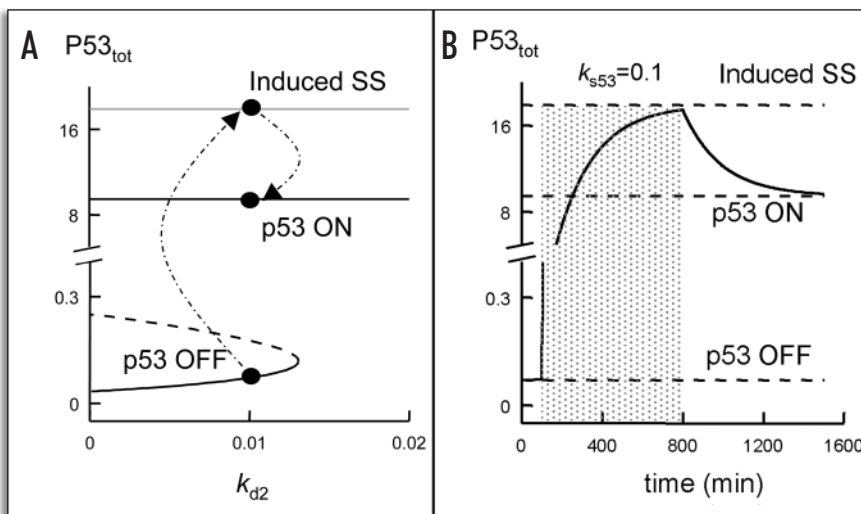 A
P53tot
Induced SS
16
8
p53 ON
0.3
p53 OFF
0
0 0.01 0.02
kd2
B
P53tot
ks53=0.1
Induced SS
16
8
p53 ON
0.3
p53 OFF
0
0 400 800 1200 1600
time (min)